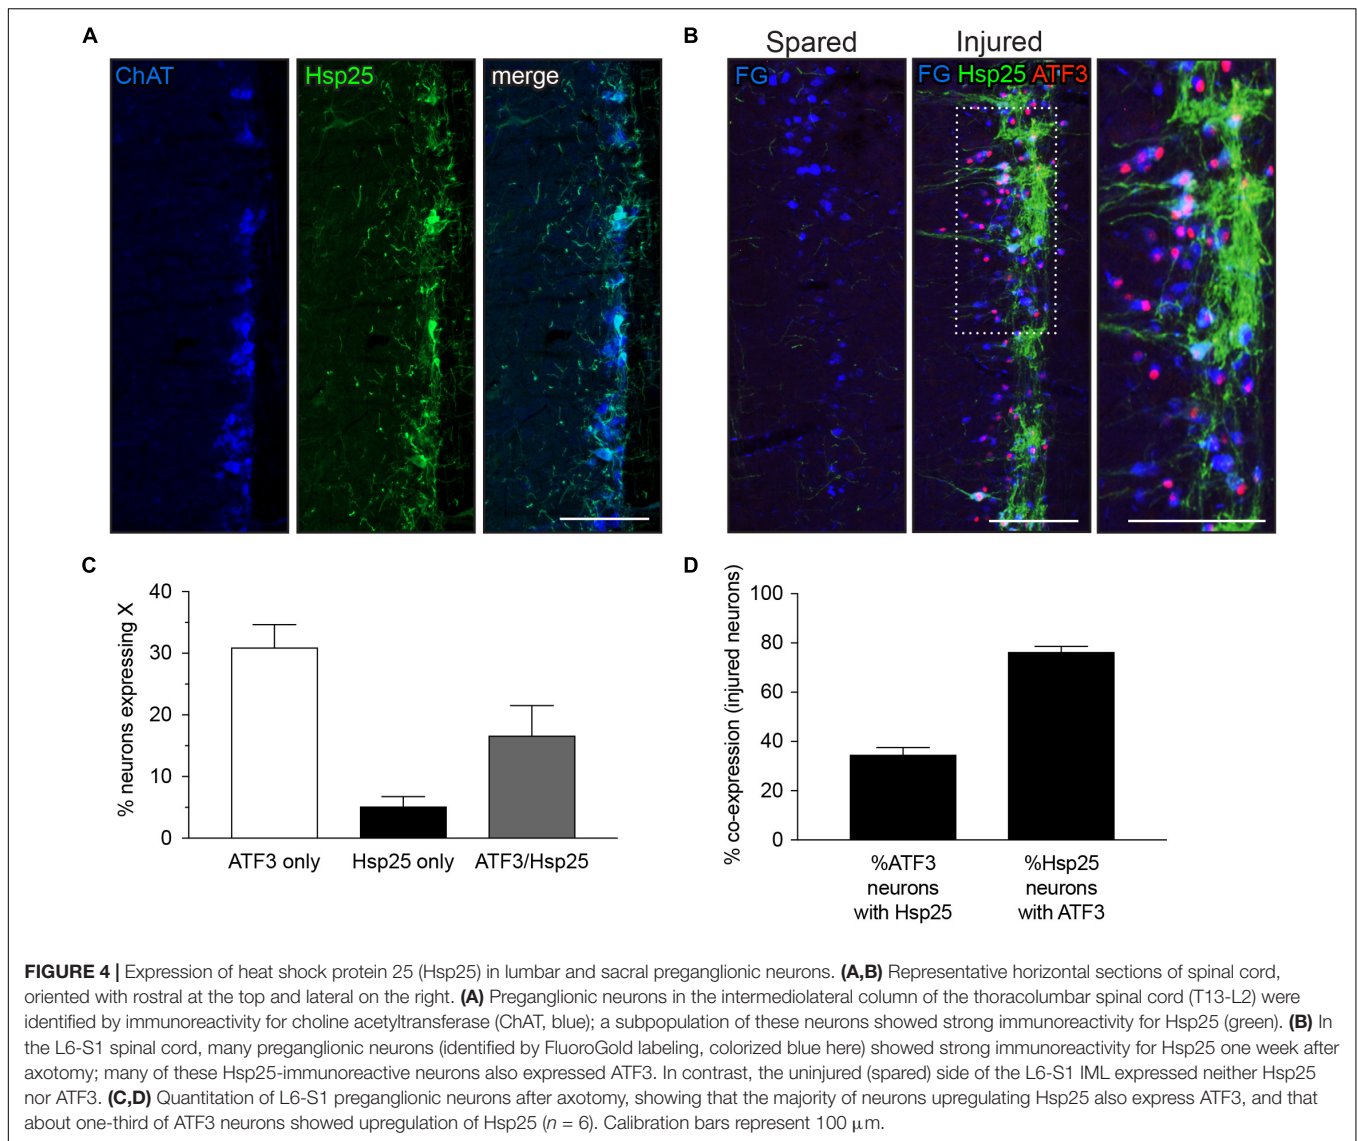 A
B
Spared
Injured
ChAT
Hsp25
merge
FG
FG Hsp25 ATF3
C
% neurons expressing X
40
30
20
10
0
ATF3 only
Hsp25 only
ATF3/Hsp25
D
% co-expression (injured neurons)
100
80
60
40
20
0
%ATF3
neurons
with Hsp25
%Hsp25
neurons
with ATF3
FIGURE 4 | Expression of heat shock protein 25 (Hsp25) in lumbar and sacral preganglionic neurons. (A,B) Representative horizontal sections of spinal cord,
oriented with rostral at the top and lateral on the right. (A) Preganglionic neurons in the intermediolateral column of the thoracolumbar spinal cord (T13-L2) were
identified by immunoreactivity for choline acetyltransferase (ChAT, blue); a subpopulation of these neurons showed strong immunoreactivity for Hsp25 (green). (B) In
the L6-S1 spinal cord, many preganglionic neurons (identified by FluoroGold labeling, colorized blue here) showed strong immunoreactivity for Hsp25 one week after
axotomy; many of these Hsp25-immunoreactive neurons also expressed ATF3. In contrast, the uninjured (spared) side of the L6-S1 IML expressed neither Hsp25
nor ATF3. (C,D) Quantitation of L6-S1 preganglionic neurons after axotomy, showing that the majority of neurons upregulating Hsp25 also express ATF3, and that
about one-third of ATF3 neurons showed upregulation of Hsp25 (n = 6). Calibration bars represent 100 μm.